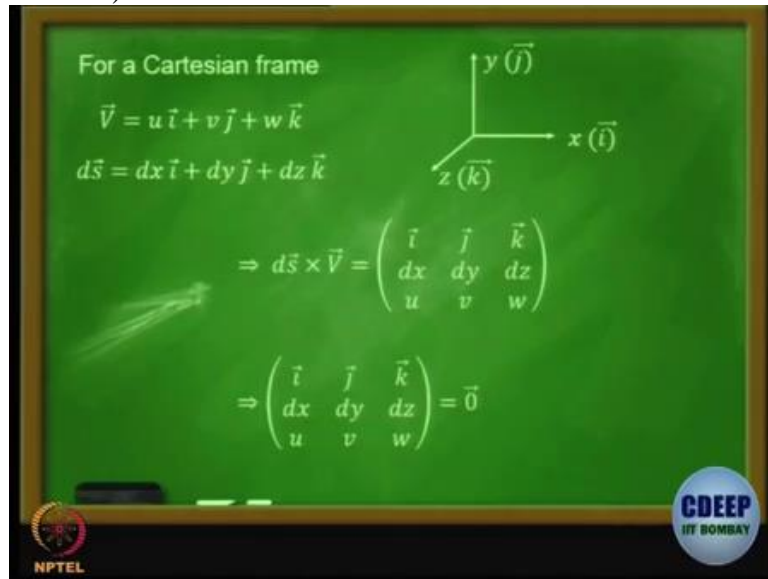 For a Cartesian frame
y (j⃗)
V⃗ = u i⃗ + v j⃗ + w k⃗
x (i⃗)
ds⃗ = dx i⃗ + dy j⃗ + dz k⃗
z (k⃗)
⇒ ds⃗ × V⃗ = ( i⃗ j⃗ k⃗
dx dy dz
u v w )
⇒ ( i⃗ j⃗ k⃗
dx dy dz
u v w ) = 0⃗
CDEEP
IIT BOMBAY
NPTEL